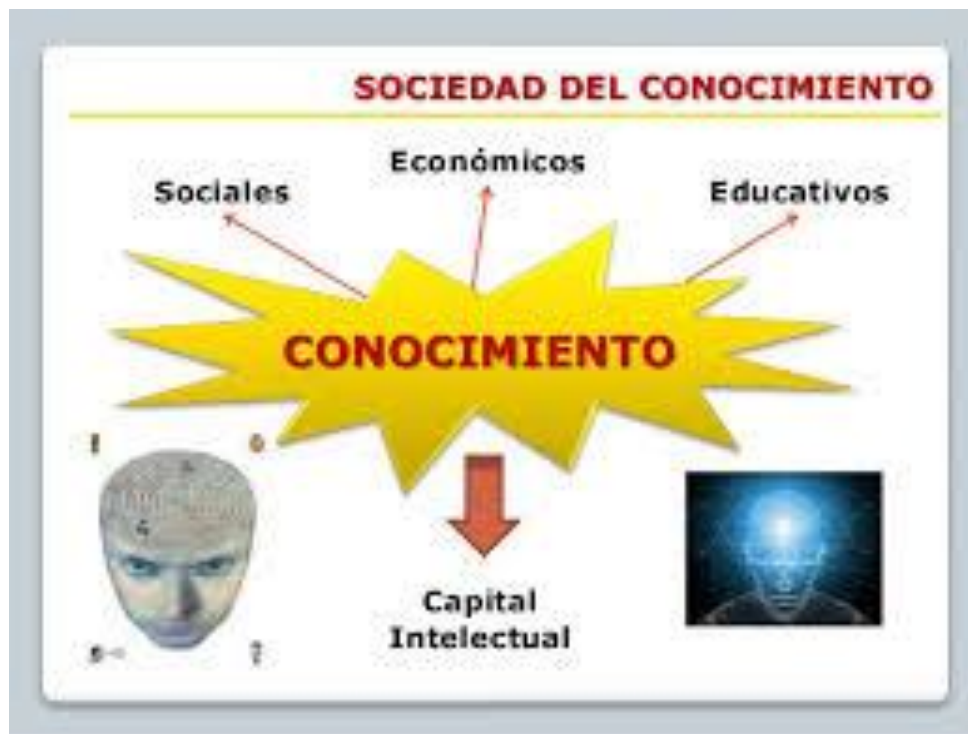 SOCIEDAD DEL CONOCIMIENTO
Económicos
Sociales
Educativos
CONOCIMIENTO
Capital
Intelectual